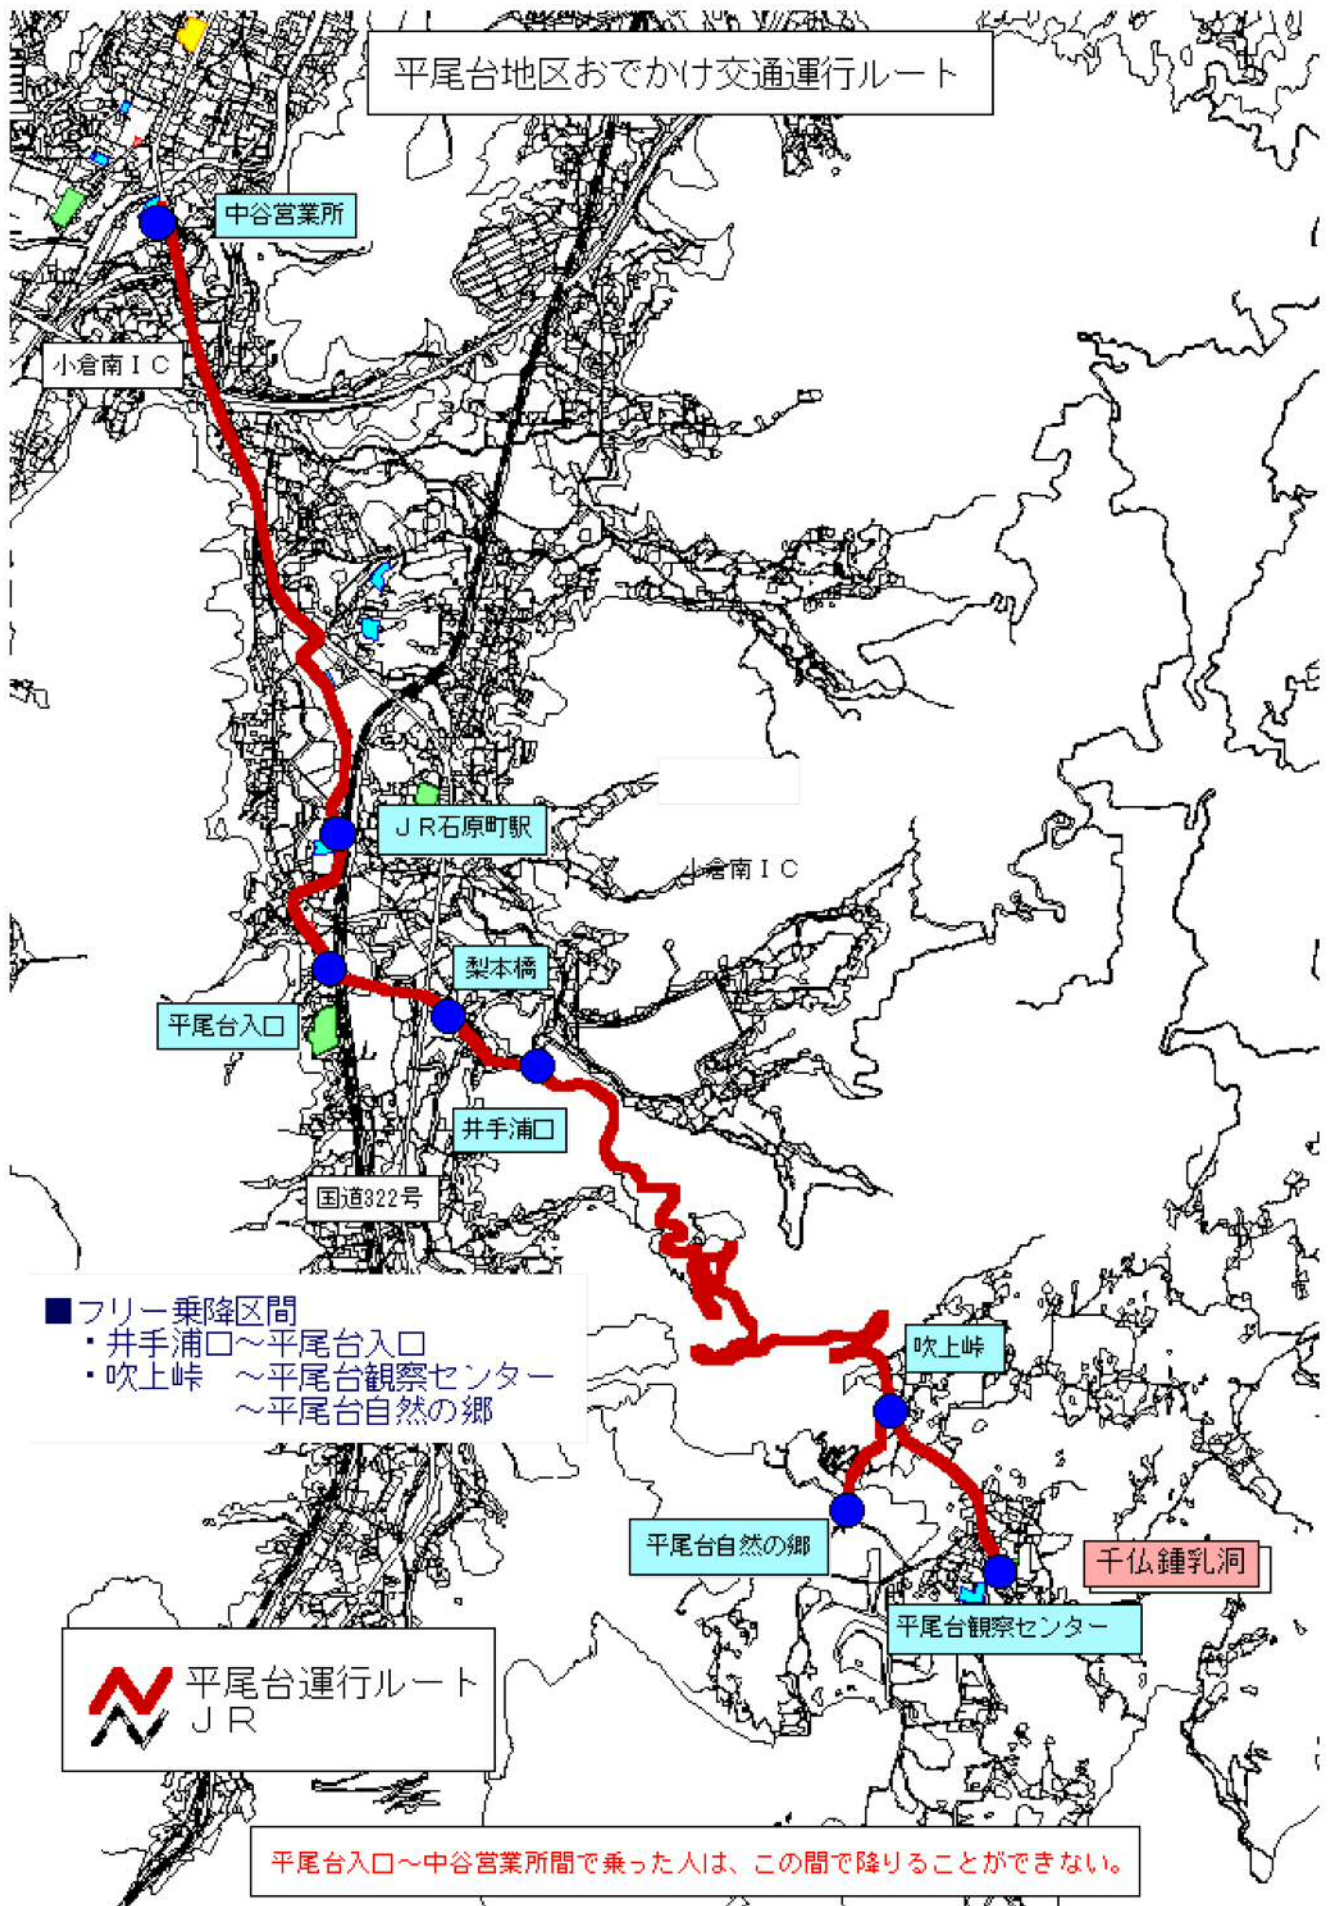 平尾台地区おでかけ交通運行ルート
中谷営業所
小倉南ＩＣ
ＪＲ石原町駅
小倉南ＩＣ
梨本橋
平尾台入口
井手浦口
国道322号
■フリー乗降区間
・井手浦口～平尾台入口
・吹上峠　～平尾台観察センター
～平尾台自然の郷
吹上峠
平尾台自然の郷
千仏鍾乳洞
平尾台観察センター
平尾台運行ルート
ＪＲ
平尾台入口～中谷営業所間で乗った人は、この間で降りることができない。